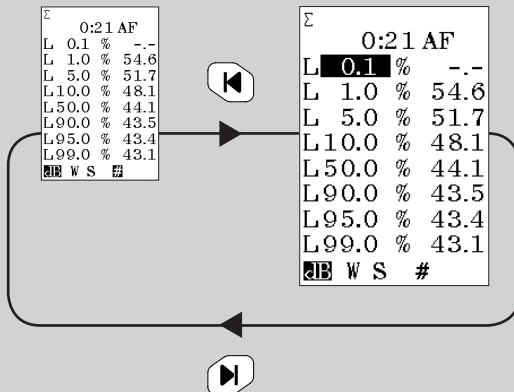 Σ
0:21 AF
L 0.1 % -.-
L 1.0 % 54.6
L 5.0 % 51.7
L10.0 % 48.1
L50.0 % 44.1
L90.0 % 43.5
L95.0 % 43.4
L99.0 % 43.1
dB W S #
Σ
0:21 AF
L 0.1 % -.-
L 1.0 % 54.6
L 5.0 % 51.7
L10.0 % 48.1
L50.0 % 44.1
L90.0 % 43.5
L95.0 % 43.4
L99.0 % 43.1
dB W S #